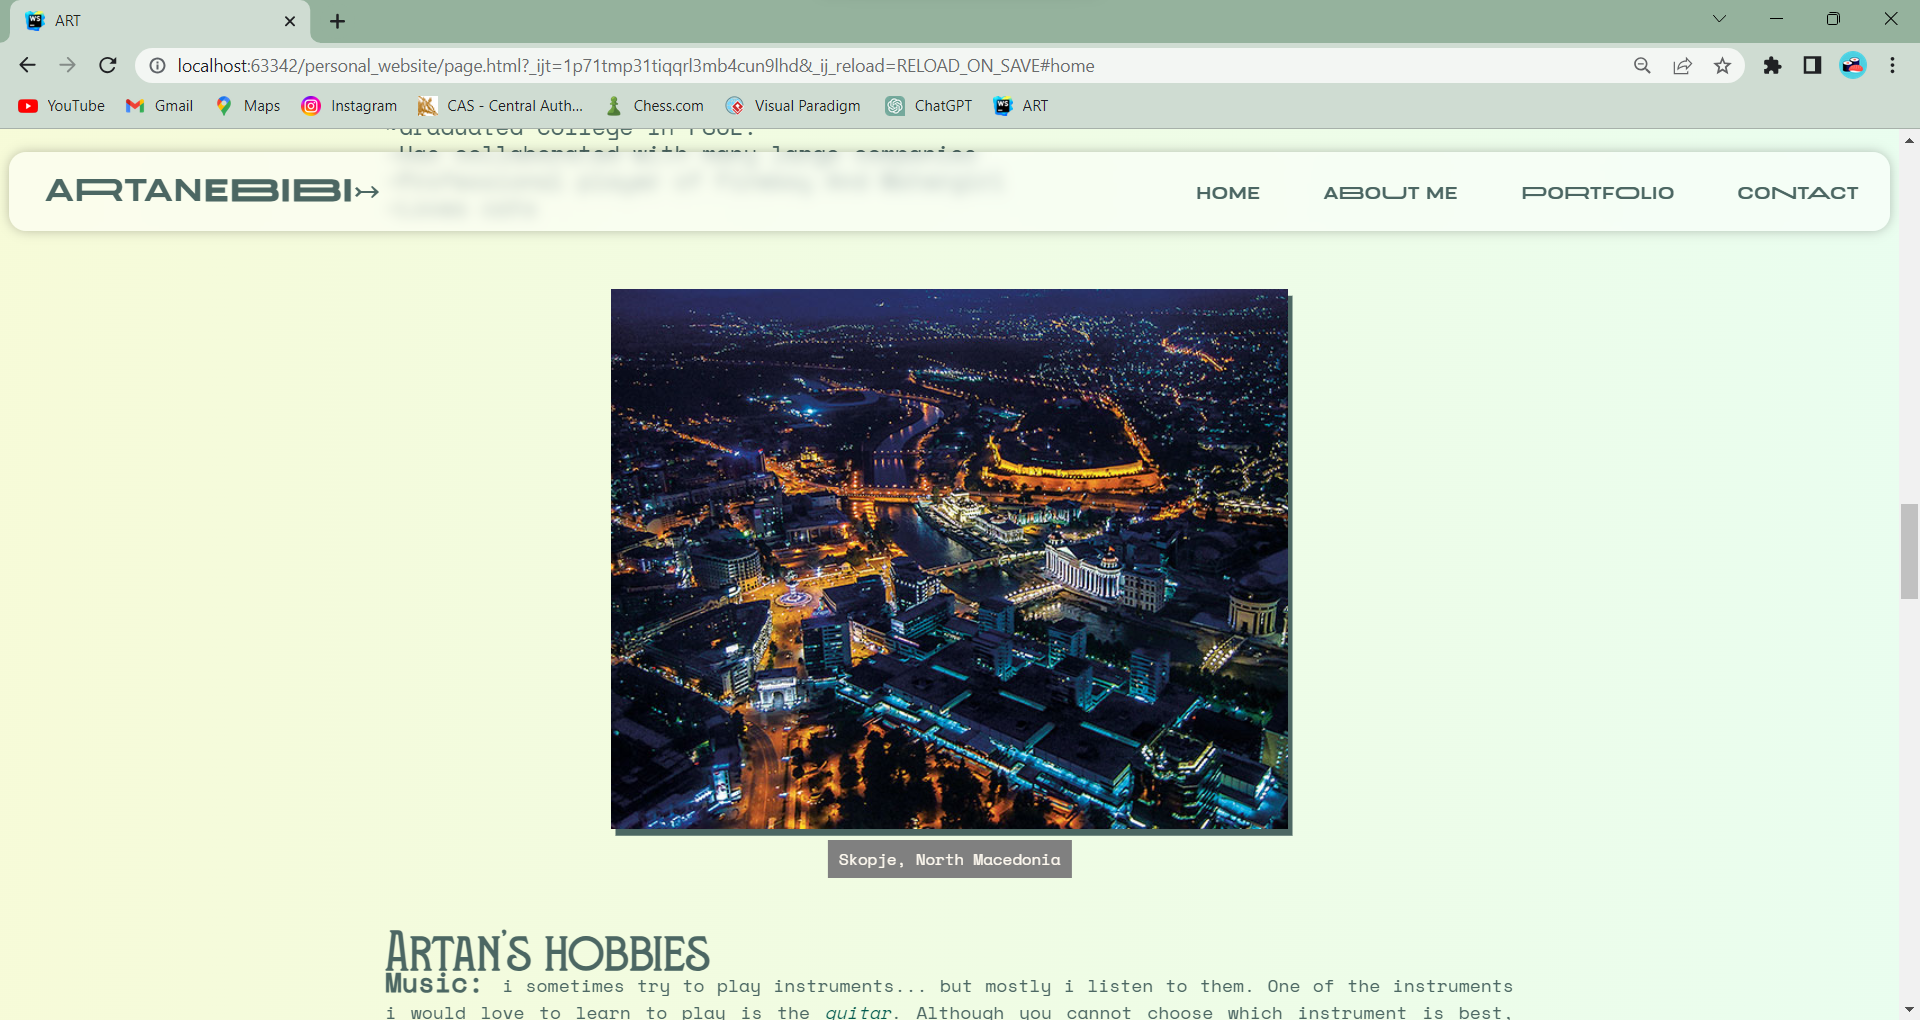 ART
localhost:63342/personal_website/page.html?_ijt=1p71tmp31tiqqrl3mb4cun9lhd&_ij_reload=RELOAD_ON_SAVE#home
YouTube Gmail Maps Instagram CAS - Central Auth... Chess.com Visual Paradigm ChatGPT ART
-Graduated college in FSUE.
-Has collaborated with many large companies
ARTANEBIBI HOME ABOUT ME PORTFOLIO CONTACT
Skopje, North Macedonia
Artan's hobbies
Music: i sometimes try to play instruments... but mostly i listen to them. One of the instruments
i would love to learn to play is the guitar. Although you cannot choose which instrument is best,